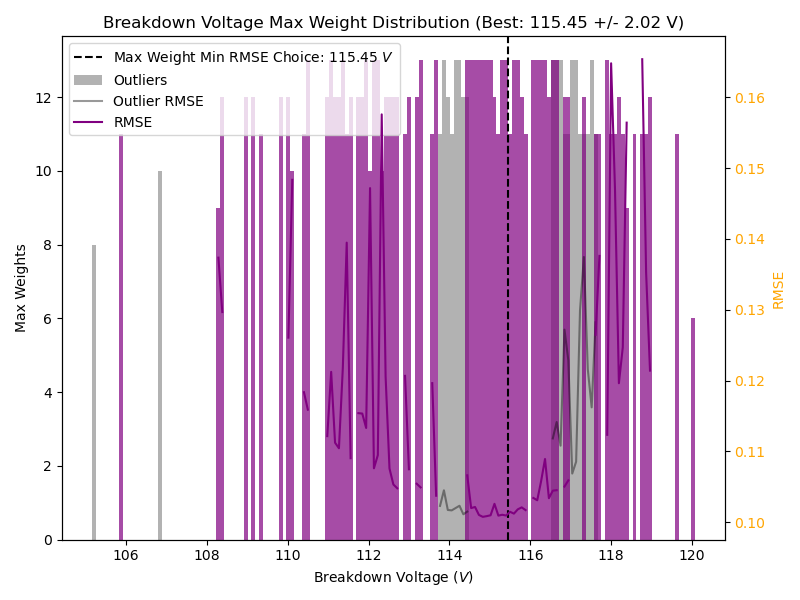 Breakdown Voltage Max Weight Distribution (Best: 115.45 +/- 2.02 V)
Max Weight Min RMSE Choice: 115.45 V
Outliers
Outlier RMSE
RMSE
Max Weights
12
10
8
6
4
2
0
0.16
0.15
0.14
0.13
0.12
0.11
0.10
RMSE
106 108 110 112 114 116 118 120
Breakdown Voltage (V)